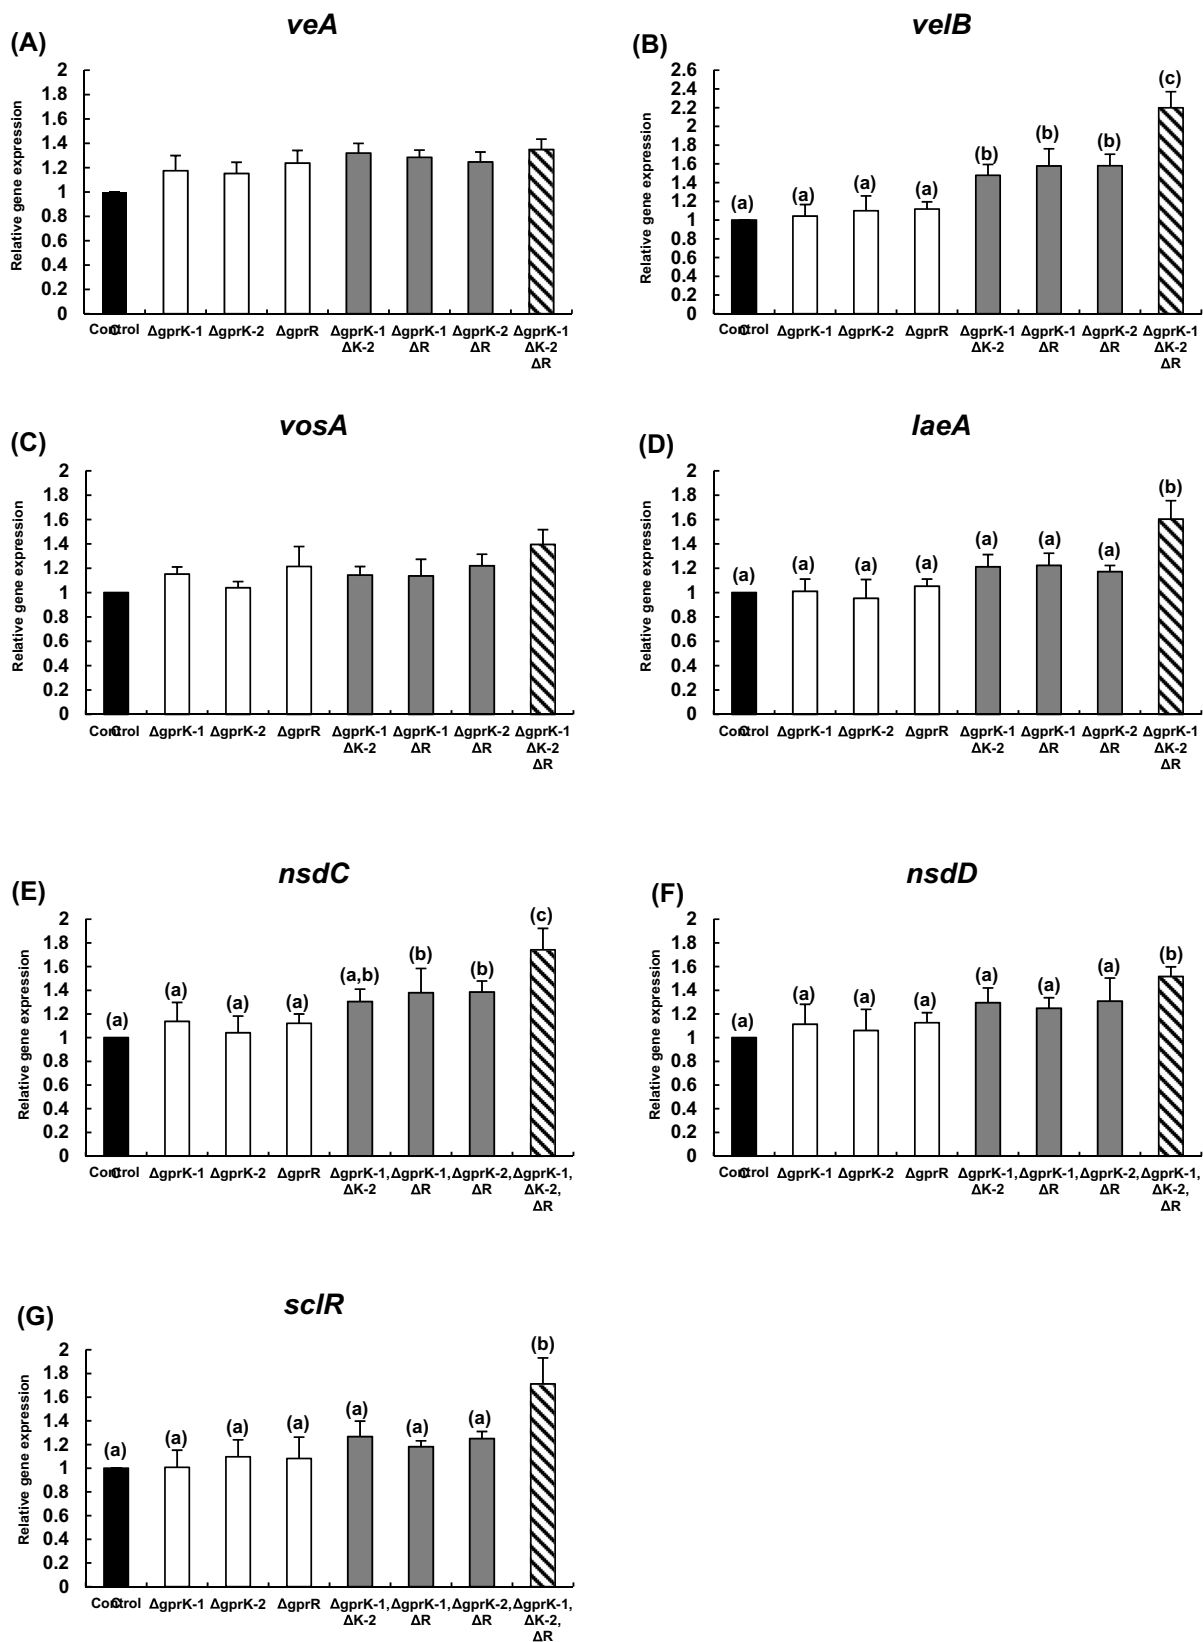 veA
(A)
Relative gene expression
2
1.8
1.6
1.4
1.2
1
0.8
0.6
0.4
0.2
0
Control ΔgprK-1 ΔgprK-2 ΔgprR ΔgprK-1 ΔgprK-1 ΔgprK-2 ΔgprK-1
ΔK-2 ΔR ΔR ΔK-2
ΔR
velB
(B)
Relative gene expression
2.6
2.4
2.2
2
1.8
1.6
1.4
1.2
1
0.8
0.6
0.4
0.2
0
(a) (a) (a) (a) (b) (b) (b) (c)
Control ΔgprK-1 ΔgprK-2 ΔgprR ΔgprK-1 ΔgprK-1 ΔgprK-2 ΔgprK-1
ΔK-2 ΔR ΔR ΔK-2
ΔR
vosA
(C)
Relative gene expression
2
1.8
1.6
1.4
1.2
1
0.8
0.6
0.4
0.2
0
Control ΔgprK-1 ΔgprK-2 ΔgprR ΔgprK-1 ΔgprK-1 ΔgprK-2 ΔgprK-1
ΔK-2 ΔR ΔR ΔK-2
ΔR
laeA
(D)
Relative gene expression
2
1.8
1.6
1.4
1.2
1
0.8
0.6
0.4
0.2
0
(a) (a) (a) (a) (a) (a) (a) (b)
Control ΔgprK-1 ΔgprK-2 ΔgprR ΔgprK-1 ΔgprK-1 ΔgprK-2 ΔgprK-1
ΔK-2 ΔR ΔR ΔK-2
ΔR
nsdC
(E)
Relative gene expression
2
1.8
1.6
1.4
1.2
1
0.8
0.6
0.4
0.2
0
(a) (a) (a) (a) (a,b) (b) (b) (c)
Control ΔgprK-1 ΔgprK-2 ΔgprR ΔgprK-1, ΔgprK-1, ΔgprK-2, ΔgprK-1,
ΔK-2 ΔR ΔR ΔK-2,
ΔR
nsdD
(F)
Relative gene expression
2
1.8
1.6
1.4
1.2
1
0.8
0.6
0.4
0.2
0
(a) (a) (a) (a) (a) (a) (a) (b)
Control ΔgprK-1 ΔgprK-2 ΔgprR ΔgprK-1, ΔgprK-1, ΔgprK-2, ΔgprK-1,
ΔK-2 ΔR ΔR ΔK-2,
ΔR
sclR
(G)
Relative gene expression
2
1.8
1.6
1.4
1.2
1
0.8
0.6
0.4
0.2
0
(a) (a) (a) (a) (a) (a) (a) (b)
Control ΔgprK-1 ΔgprK-2 ΔgprR ΔgprK-1, ΔgprK-1, ΔgprK-2, ΔgprK-1,
ΔK-2 ΔR ΔR ΔK-2,
ΔR